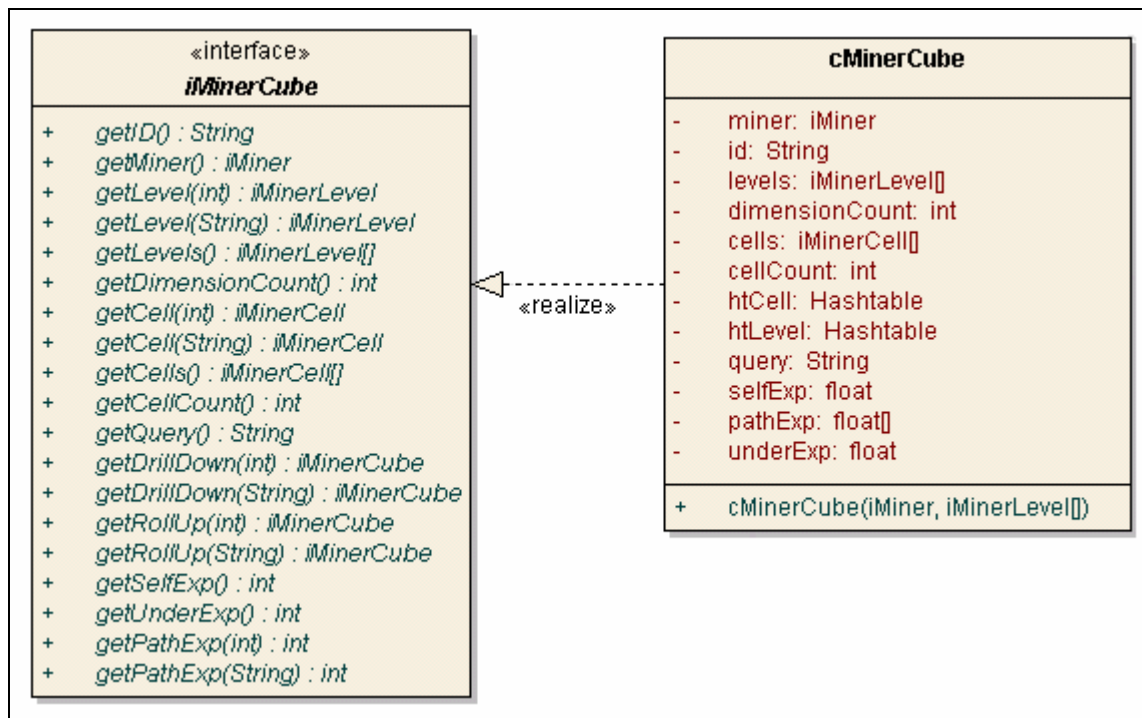 «interface»
iMinerCube
+ getID() : String
+ getMiner() : iMiner
+ getLevel(int) : iMinerLevel
+ getLevel(String) : iMinerLevel
+ getLevels() : iMinerLevel[]
+ getDimensionCount() : int
+ getCell(int) : iMinerCell
+ getCell(String) : iMinerCell
+ getCells() : iMinerCell[]
+ getCellCount() : int
+ getQuery() : String
+ getDrillDown(int) : iMinerCube
+ getDrillDown(String) : iMinerCube
+ getRollUp(int) : iMinerCube
+ getRollUp(String) : iMinerCube
+ getSelfExp() : int
+ getUnderExp() : int
+ getPathExp(int) : int
+ getPathExp(String) : int
«realize»
cMinerCube
- miner: iMiner
- id: String
- levels: iMinerLevel[]
- dimensionCount: int
- cells: iMinerCell[]
- cellCount: int
- htCell: Hashtable
- htLevel: Hashtable
- query: String
- selfExp: float
- pathExp: float[]
- underExp: float
+ cMinerCube(iMiner, iMinerLevel[])